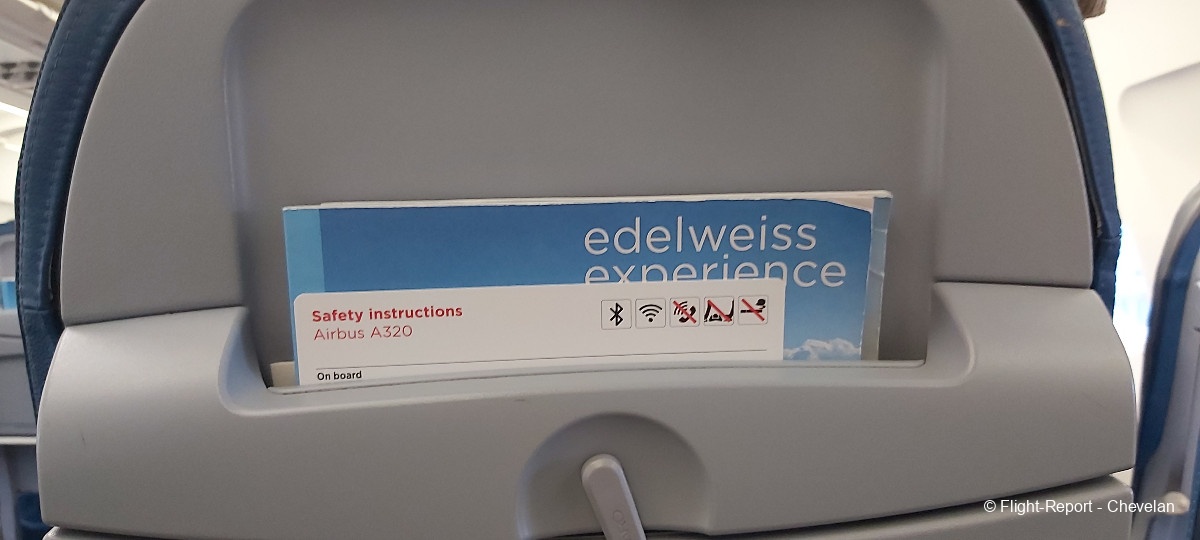 edelweiss
experience
Safety instructions
Airbus A320
On board
© Flight-Report - Chevelan